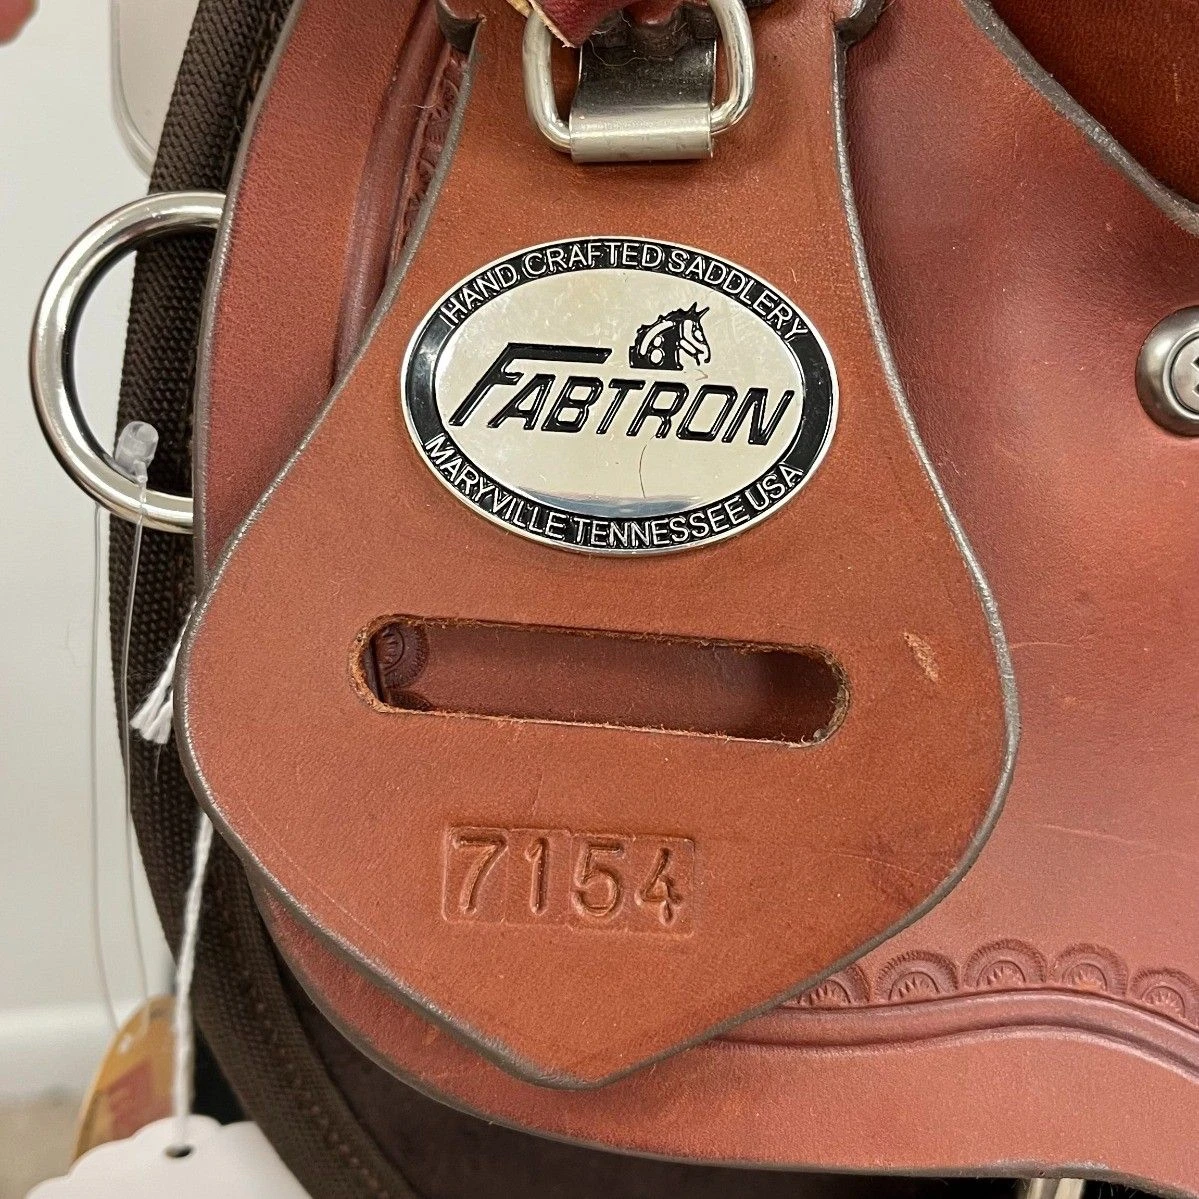 HAND CRAFTED SADDLERY
FABTRON
MARYVILLE TENNESSEE USA
7154